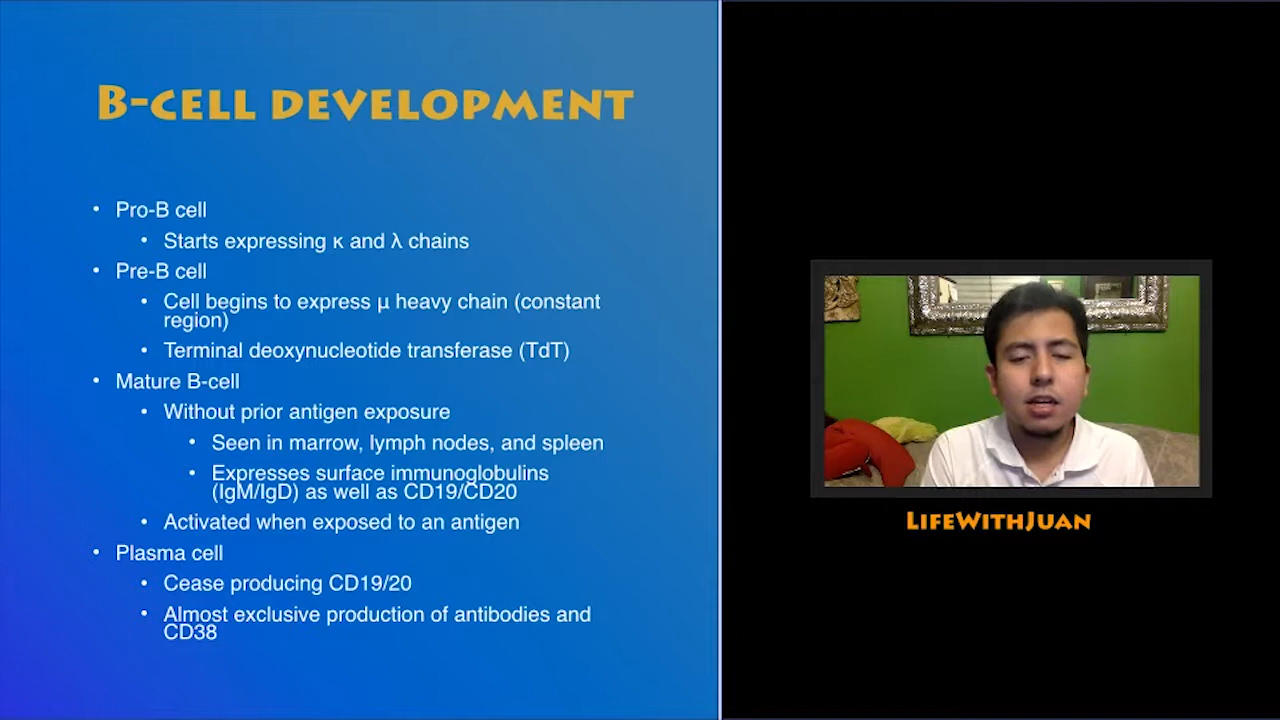 B-CELL DEVELOPMENT
• Pro-B cell
• Starts expressing κ and λ chains
• Pre-B cell
• Cell begins to express μ heavy chain (constant
region)
• Terminal deoxynucleotide transferase (TdT)
• Mature B-cell
• Without prior antigen exposure
• Seen in marrow, lymph nodes, and spleen
• Expresses surface immunoglobulins
(IgM/IgD) as well as CD19/CD20
• Activated when exposed to an antigen
• Plasma cell
• Cease producing CD19/20
• Almost exclusive production of antibodies and
CD38
LIFEWITHJUAN